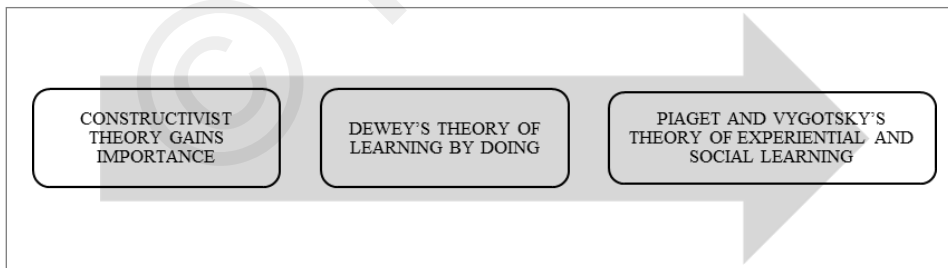 CONSTRUCTIVIST
THEORY GAINS
IMPORTANCE
DEWEY’S THEORY OF
LEARNING BY DOING
PIAGET AND VYGOTSKY’S
THEORY OF EXPERIENTIAL AND
SOCIAL LEARNING